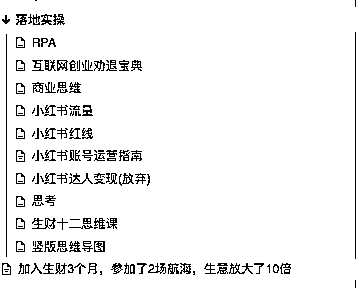 落地实操
RPA
互联网创业劝退宝典
商业思维
小红书流量
小红书红线
小红书账号运营指南
小红书达人变现(放弃)
思考
生财十二思维课
竖版思维导图
加入生财3个月，参加了2场航海，生意放大了10倍